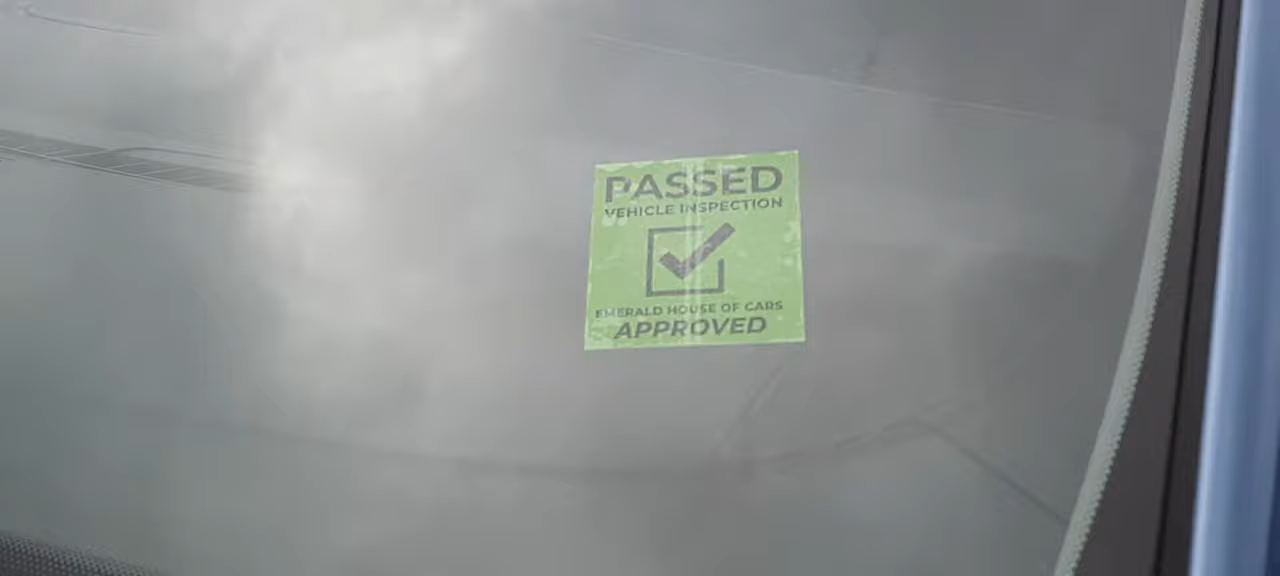 PASSED
VEHICLE INSPECTION
EMERALD HOUSE OF CARS
APPROVED